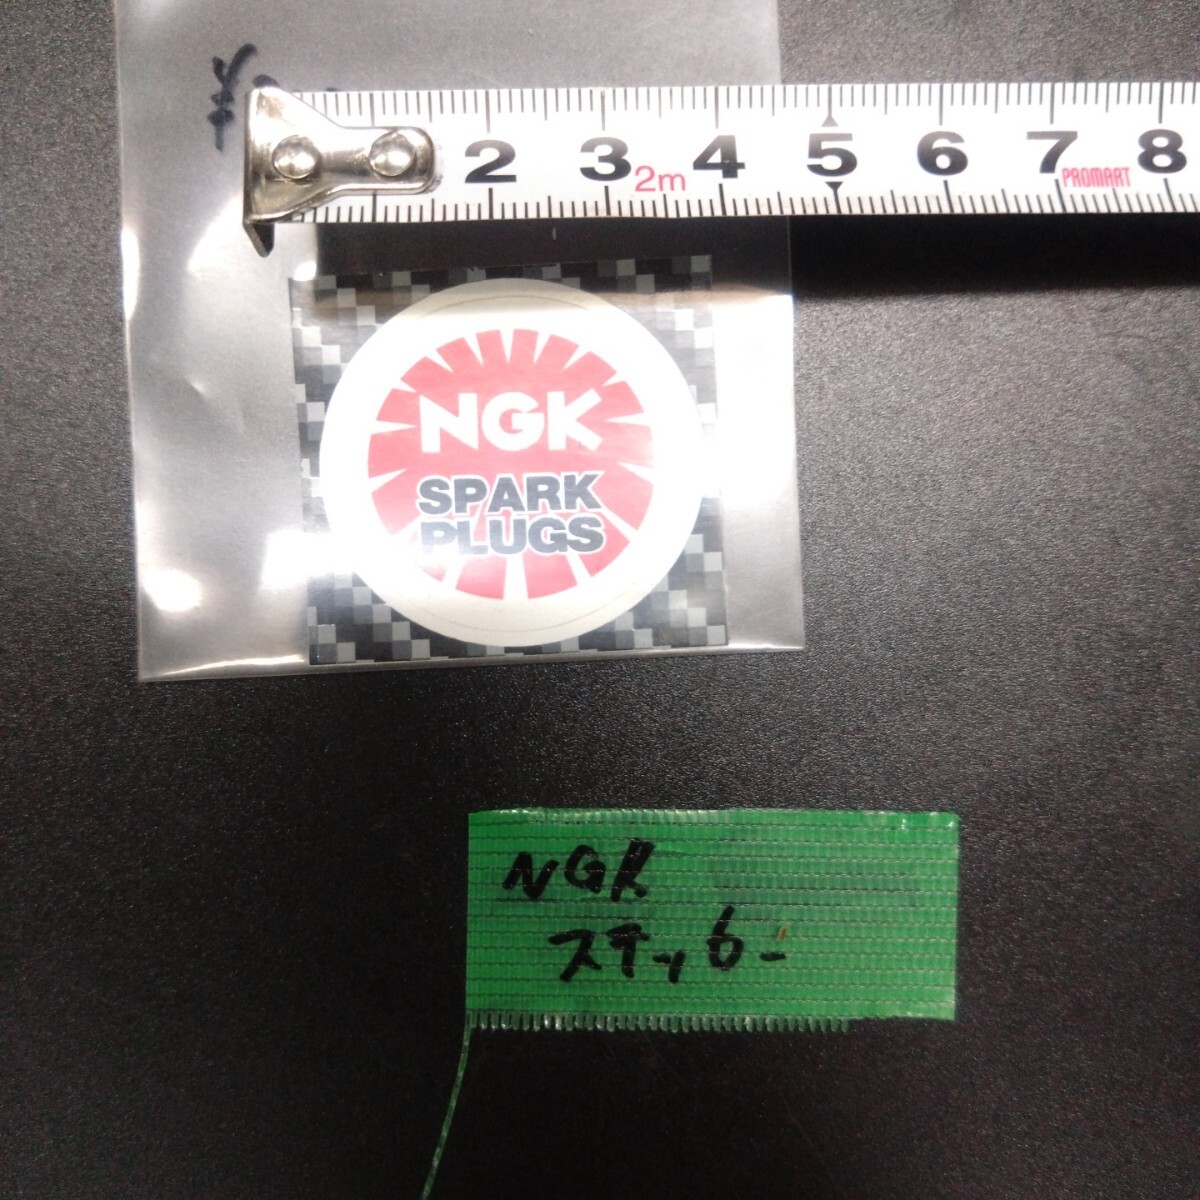 ¥
2 3 4 5 6 7 8
2m
PROMART
NGK
SPARK
PLUGS
NGK
ステッカー